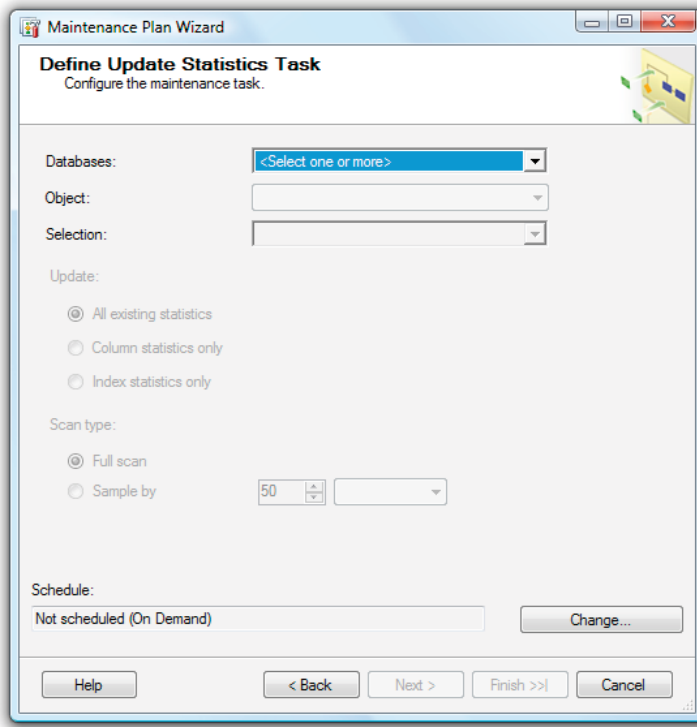 Maintenance Plan Wizard
Define Update Statistics Task
Configure the maintenance task.
Databases: <Select one or more>
Object:
Selection:
Update:
All existing statistics
Column statistics only
Index statistics only
Scan type:
Full scan
Sample by 50
Schedule:
Not scheduled (On Demand) Change...
Help < Back Next > Finish >>| Cancel